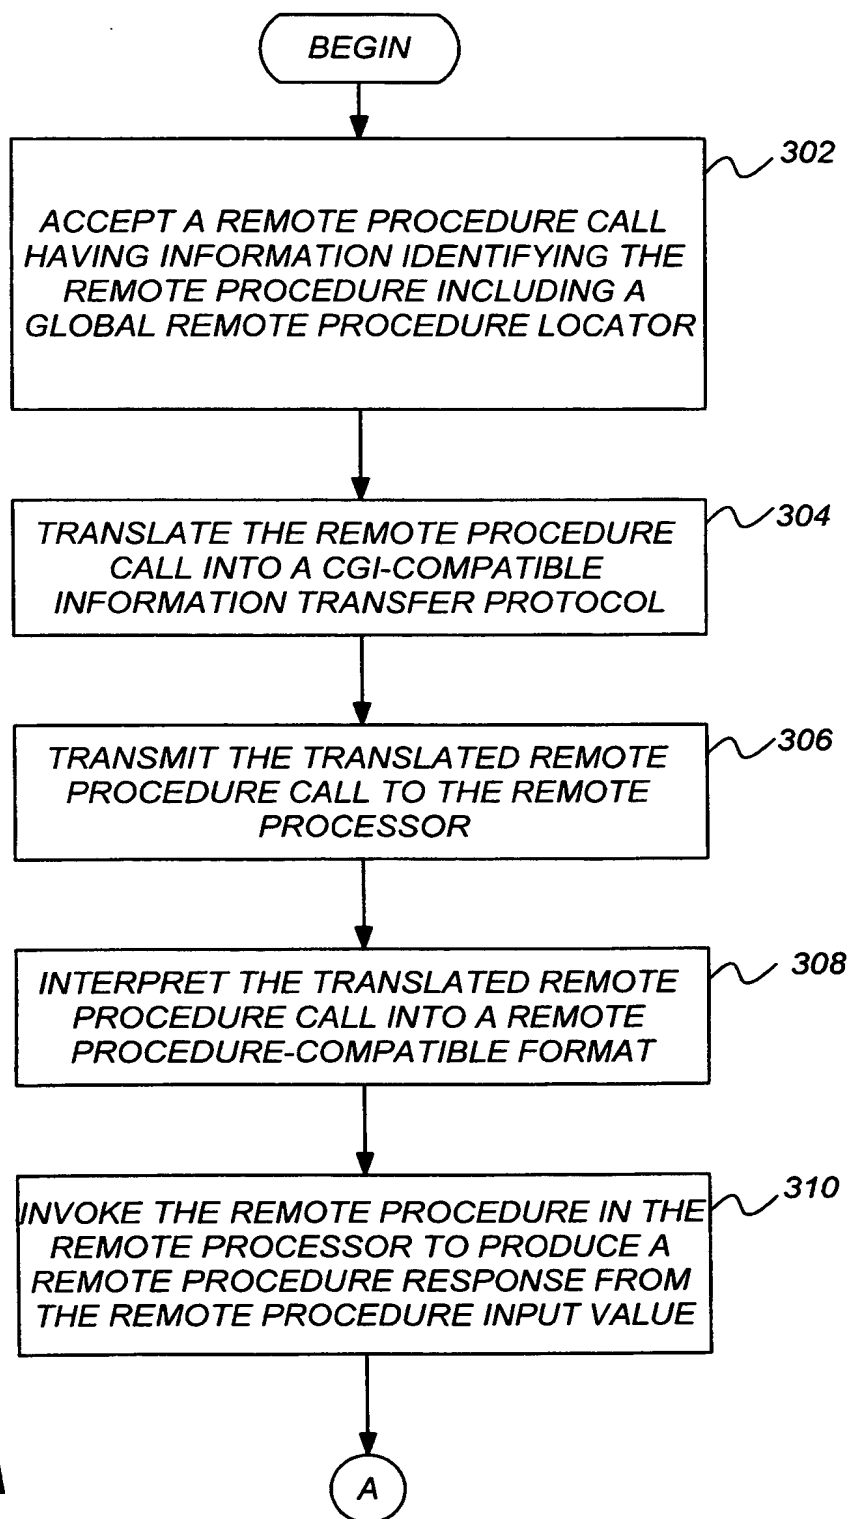 BEGIN
302
ACCEPT A REMOTE PROCEDURE CALL
HAVING INFORMATION IDENTIFYING THE
REMOTE PROCEDURE INCLUDING A
GLOBAL REMOTE PROCEDURE LOCATOR
304
TRANSLATE THE REMOTE PROCEDURE
CALL INTO A CGI-COMPATIBLE
INFORMATION TRANSFER PROTOCOL
306
TRANSMIT THE TRANSLATED REMOTE
PROCEDURE CALL TO THE REMOTE
PROCESSOR
308
INTERPRET THE TRANSLATED REMOTE
PROCEDURE CALL INTO A REMOTE
PROCEDURE-COMPATIBLE FORMAT
310
INVOKE THE REMOTE PROCEDURE IN THE
REMOTE PROCESSOR TO PRODUCE A
REMOTE PROCEDURE RESPONSE FROM
THE REMOTE PROCEDURE INPUT VALUE
A